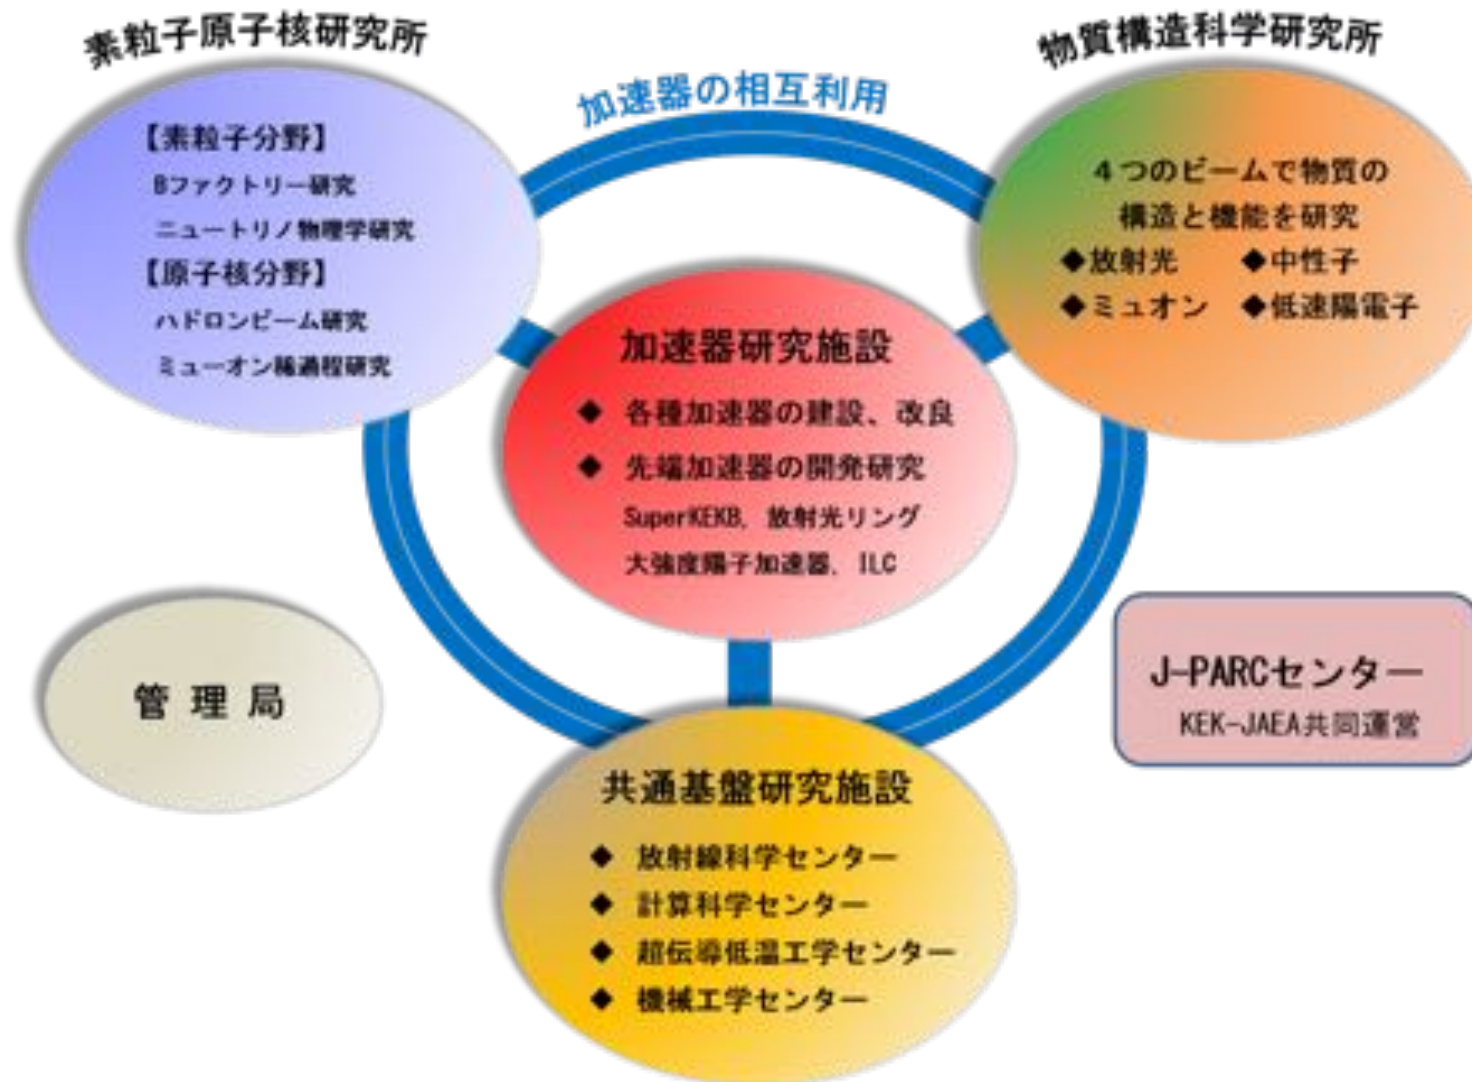 素粒子原子核研究所
【素粒子分野】
Bファクトリー研究
ニュートリノ物理学研究
【原子核分野】
ハドロンビーム研究
ミューオン稀過程研究
加速器の相互利用
物質構造科学研究所
4つのビームで物質の
構造と機能を研究
◆放射光 ◆中性子
◆ミュオン ◆低速陽電子
加速器研究施設
◆ 各種加速器の建設、改良
◆ 先端加速器の開発研究
SuperKEKB, 放射光リング
大強度陽子加速器, ILC
管理局
J-PARCセンター
KEK-JAEA共同運営
共通基盤研究施設
◆ 放射線科学センター
◆ 計算科学センター
◆ 超伝導低温工学センター
◆ 機械工学センター